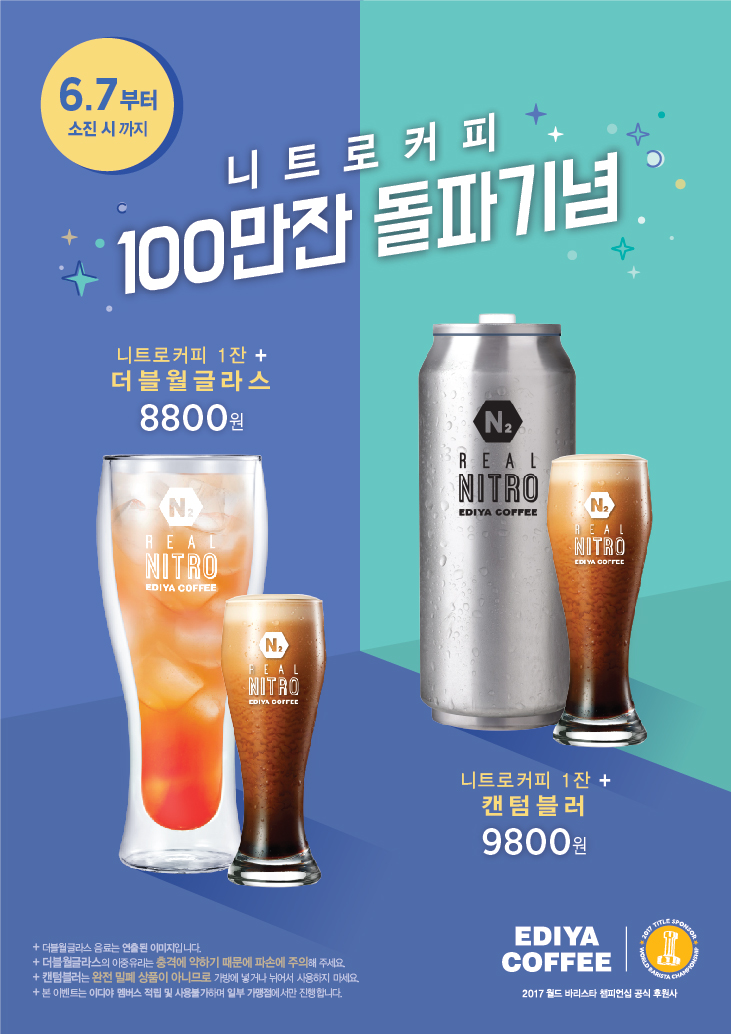 6.7부터
소진 시 까지
니트로커피
100만잔 돌파기념
니트로커피 1잔 +
더블월글라스
8800원
N2
REAL
NITRO
EDIYA COFFEE
N2
REAL
NITRO
EDIYA COFFEE
N2
REAL
NITRO
EDIYA COFFEE
N2
REAL
NITRO
EDIYA COFFEE
니트로커피 1잔 +
캔텀블러
9800원
+ 더블월글라스 음료는 연출된 이미지입니다.
+ 더블월글라스의 이중유리는 충격에 약하기 때문에 파손에 주의해 주세요.
+ 캔텀블러는 완전 밀폐 상품이 아니므로 가방에 넣거나 뉘어서 사용하지 마세요.
+ 본 이벤트는 이디야 멤버스 적립 및 사용불가하며 일부 가맹점에서만 진행합니다.
EDIYA
COFFEE
2017 TITLE SPONSOR
WORLD BARISTA CHAMPIONSHIP
2017 월드 바리스타 챔피언십 공식 후원사